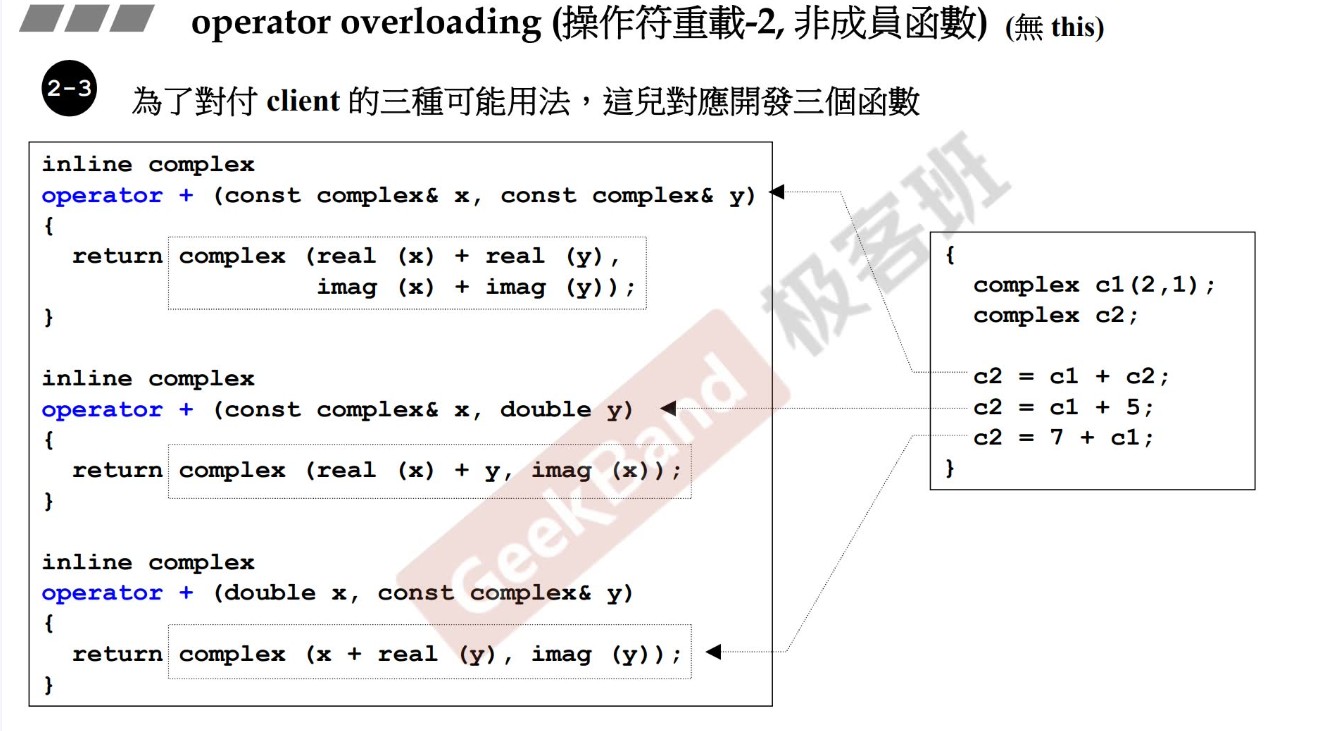 operator overloading (操作符重載-2, 非成員函數) (無 this)
2-3
為了對付 client 的三種可能用法，這兒對應開發三個函數
inline complex
operator + (const complex& x, const complex& y)
{
return complex (real (x) + real (y),
imag (x) + imag (y));
}
inline complex
operator + (const complex& x, double y)
{
return complex (real (x) + y, imag (x));
}
inline complex
operator + (double x, const complex& y)
{
return complex (x + real (y), imag (y));
}
{
complex c1(2,1);
complex c2;
c2 = c1 + c2;
c2 = c1 + 5;
c2 = 7 + c1;
}
GeekBand 极客班